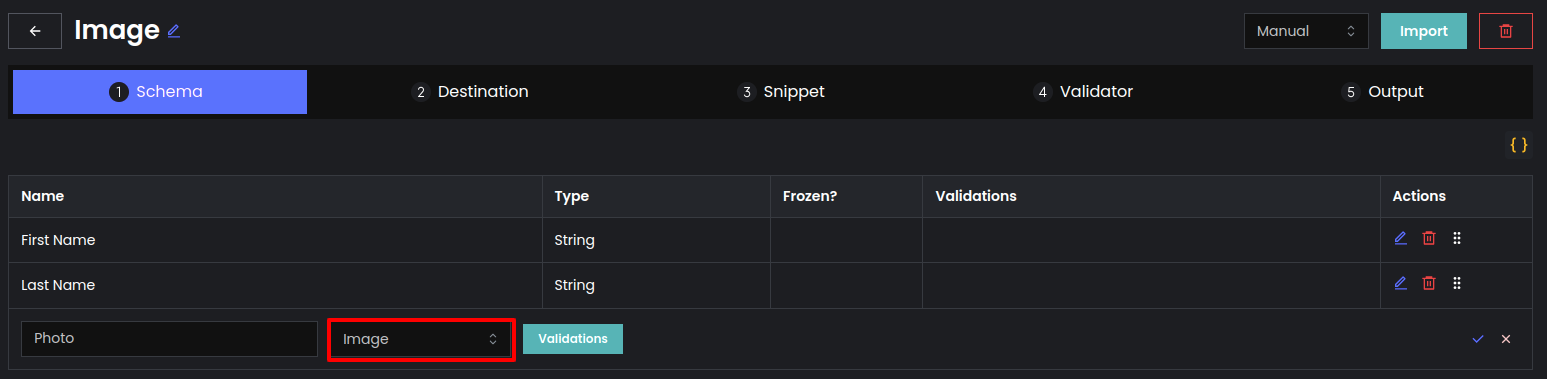 Image
Manual
Import
1 Schema
2 Destination
3 Snippet
4 Validator
5 Output
{ }
Name Type Frozen? Validations Actions
First Name String
Last Name String
Photo Image Validations